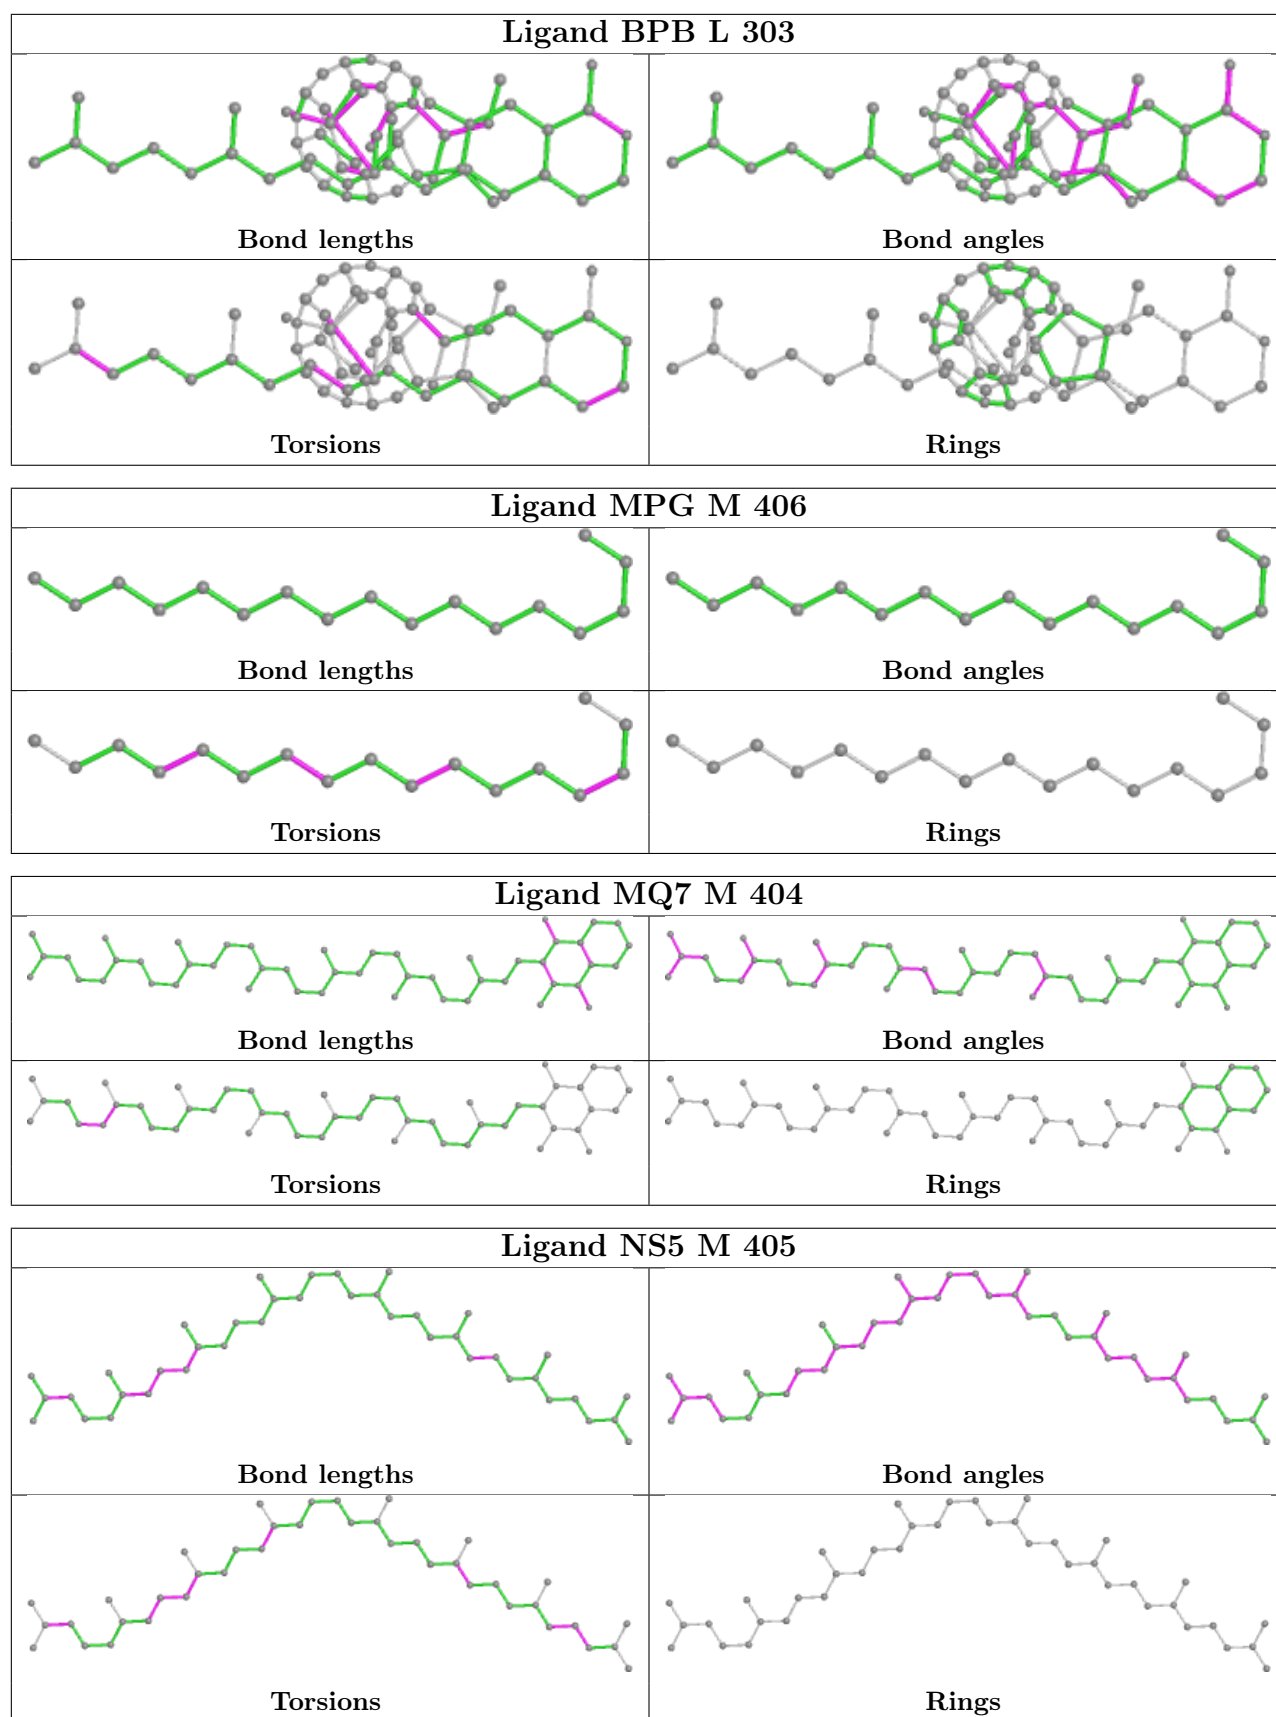 Ligand BPB L 303
Bond lengths
Bond angles
Torsions
Rings
Ligand MPG M 406
Bond lengths
Bond angles
Torsions
Rings
Ligand MQ7 M 404
Bond lengths
Bond angles
Torsions
Rings
Ligand NS5 M 405
Bond lengths
Bond angles
Torsions
Rings